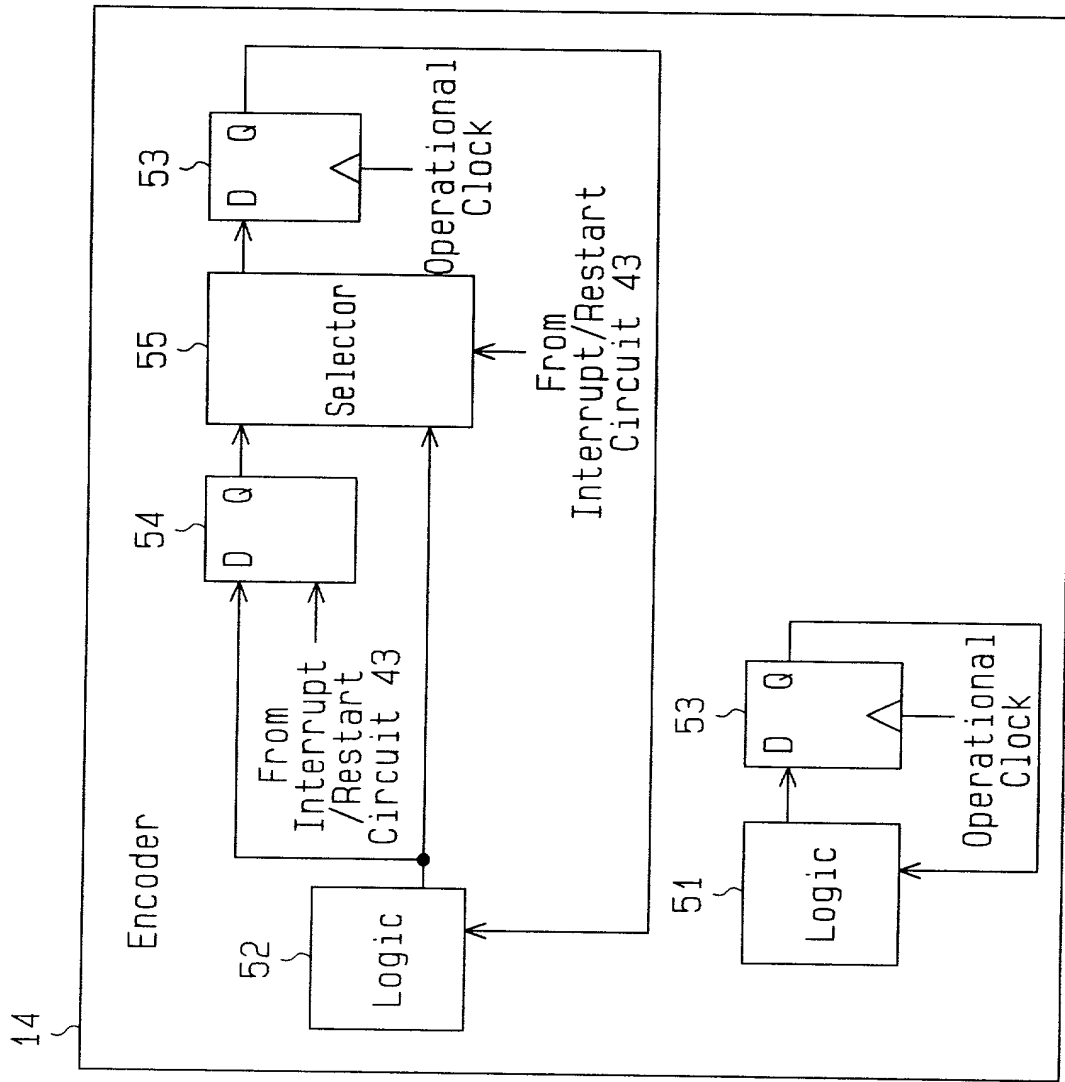 14
Encoder
52
Logic
From
Interrupt
/Restart
Circuit 43
54
D Q
55
Selector
From
Interrupt/Restart
Circuit 43
53
D Q
Operational
Clock
51
Logic
53
D Q
Operational
Clock